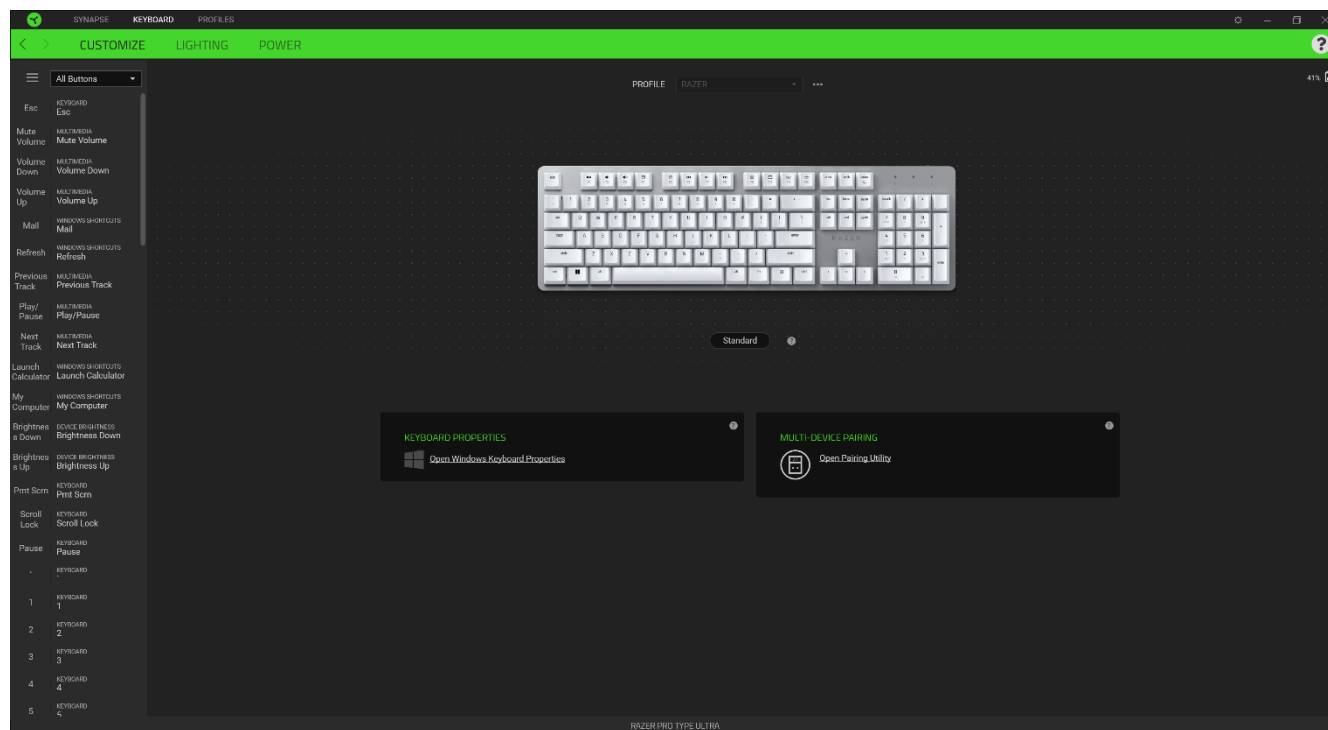 SYNAPSE KEYBOARD PROFILES
CUSTOMIZE LIGHTING POWER
?
All Buttons
PROFILE RAZER
41%
Esc KEYBOARD
Esc
Mute Volume MULTIMEDIA
Mute Volume
Volume Down MULTIMEDIA
Volume Down
Volume Up MULTIMEDIA
Volume Up
Mail WINDOWS SHORTCUTS
Mail
Refresh WINDOWS SHORTCUTS
Refresh
Previous Track MULTIMEDIA
Previous Track
Play/ Pause MULTIMEDIA
Play/Pause
Next Track MULTIMEDIA
Next Track
Launch Calculator WINDOWS SHORTCUTS
Launch Calculator
My Computer WINDOWS SHORTCUTS
My Computer
Brightnes s Down DEVICE BRIGHTNESS
Brightness Down
Brightnes s Up DEVICE BRIGHTNESS
Brightness Up
Prnt Scrn KEYBOARD
Prnt Scrn
Scroll Lock KEYBOARD
Scroll Lock
Pause KEYBOARD
Pause
` KEYBOARD
`
1 KEYBOARD
1
2 KEYBOARD
2
3 KEYBOARD
3
4 KEYBOARD
4
5 KEYBOARD
5
RAZER
Standard ?
KEYBOARD PROPERTIES ?
Open Windows Keyboard Properties
MULTI-DEVICE PAIRING ?
Open Pairing Utility
RAZER PRO TYPE ULTRA